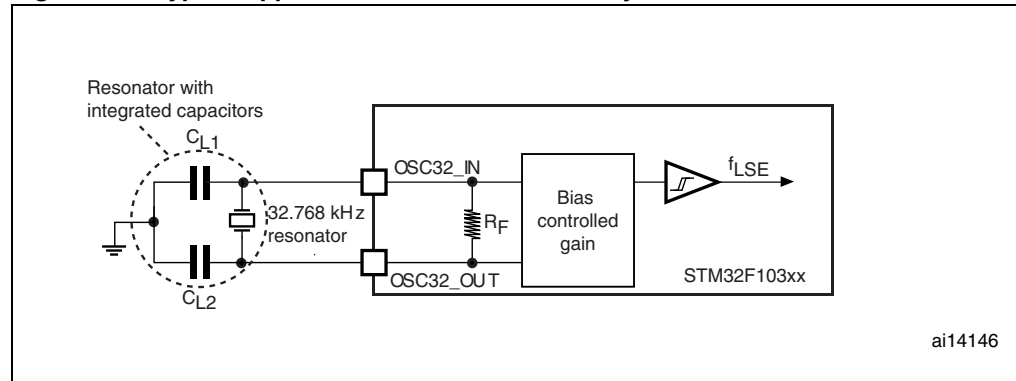 Resonator with
integrated capacitors
CL1
OSC32_IN
fLSE
Bias
controlled
gain
32.768 kHz
resonator
RF
STM32F103xx
OSC32_OUT
CL2
ai14146